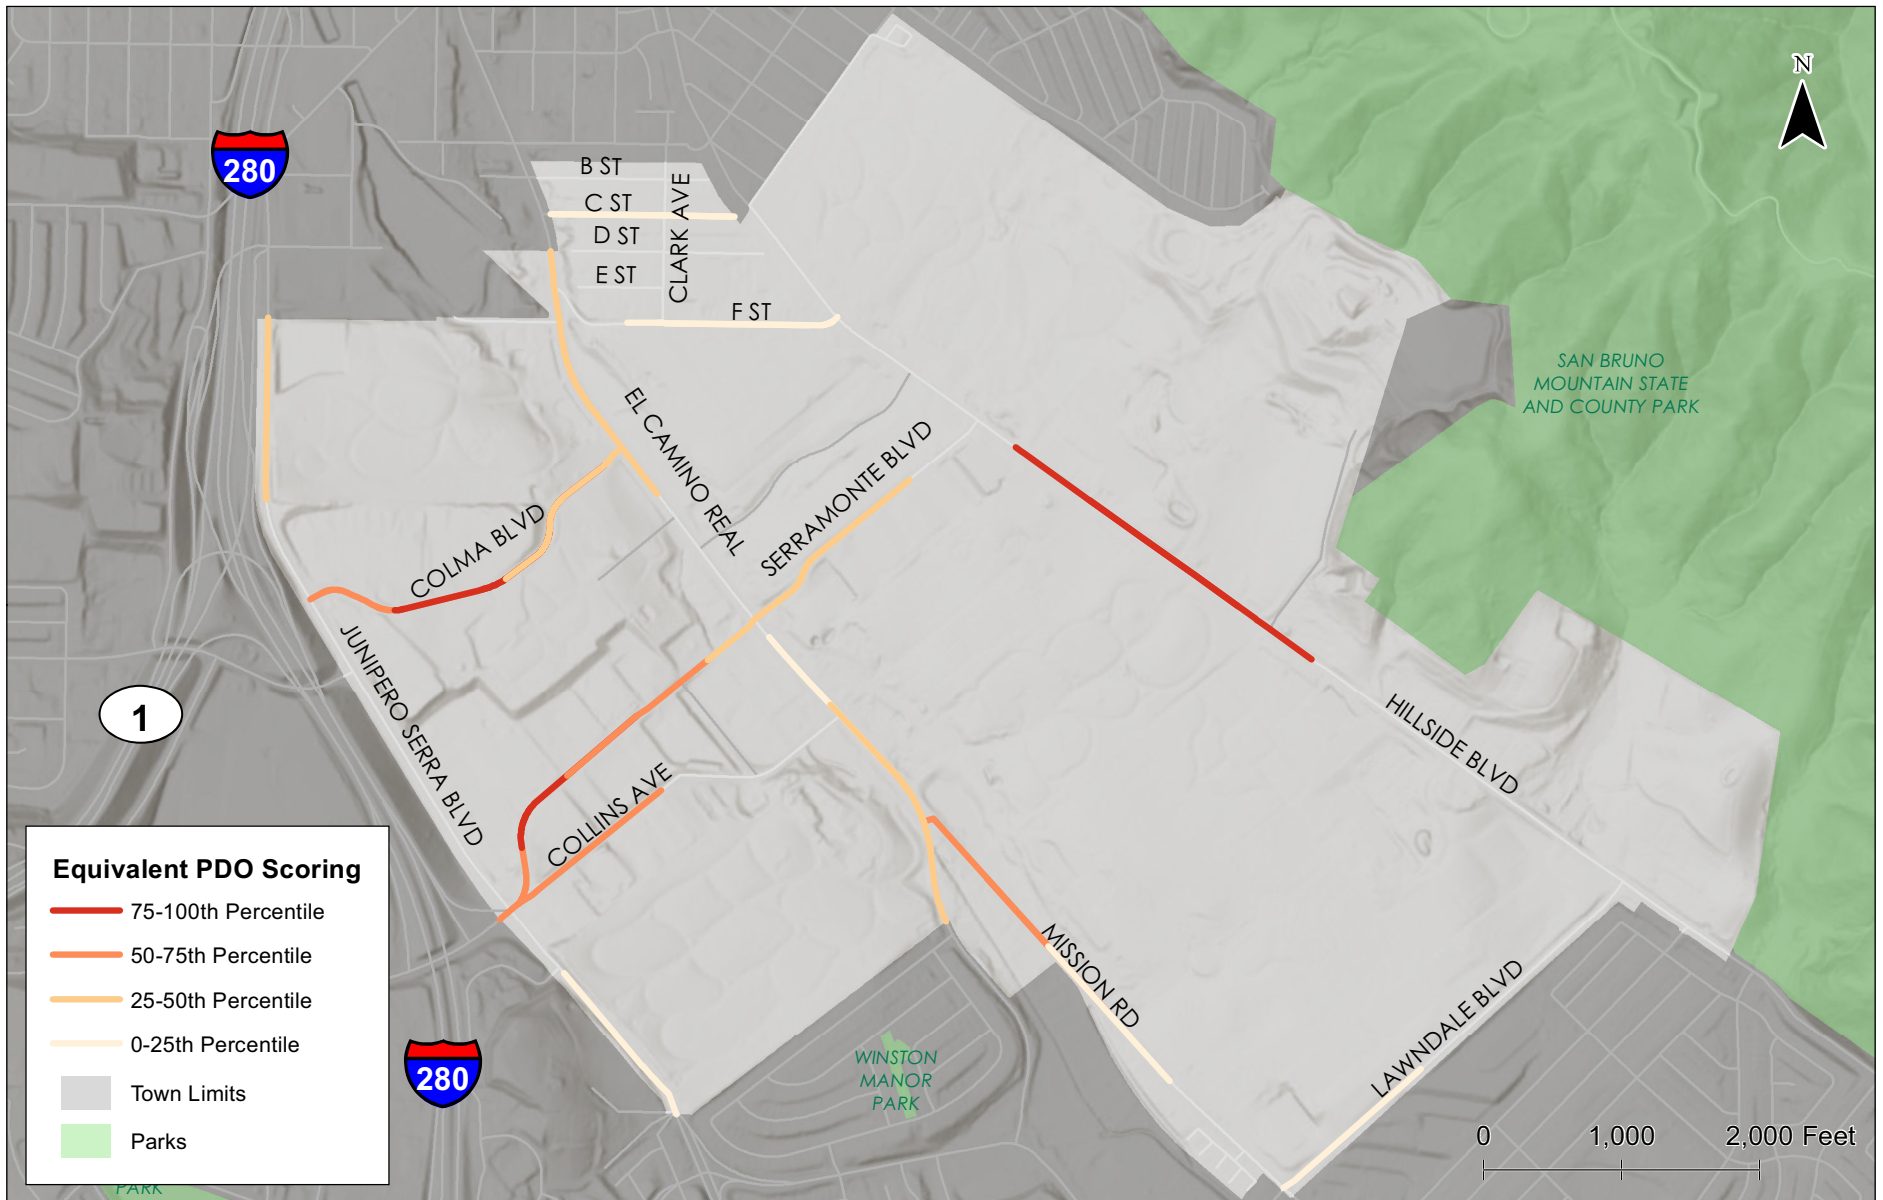 N
280
B ST
C ST
CLARK AVE
D ST
E ST
F ST
SAN BRUNO
MOUNTAIN STATE
AND COUNTY PARK
EL CAMINO REAL
SERRAMONTE BLVD
COLMA BLVD
JUNIPERO SERRA BLVD
1
HILLSIDE BLVD
COLLINS AVE
MISSION RD
LAWNDALE BLVD
WINSTON
MANOR
PARK
280
Equivalent PDO Scoring
75-100th Percentile
50-75th Percentile
25-50th Percentile
0-25th Percentile
Town Limits
Parks
PARK
0 1,000 2,000 Feet